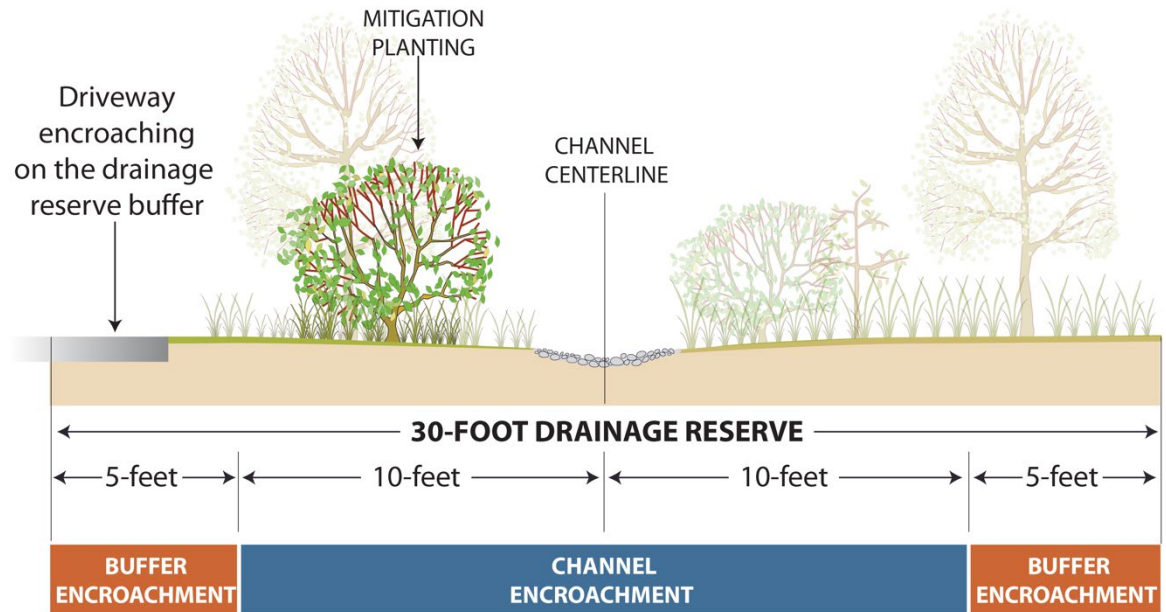 MITIGATION
PLANTING
Driveway
encroaching
on the drainage
reserve buffer
CHANNEL
CENTERLINE
30-FOOT DRAINAGE RESERVE
5-feet
10-feet
10-feet
5-feet
BUFFER
ENCROACHMENT
CHANNEL
ENCROACHMENT
BUFFER
ENCROACHMENT